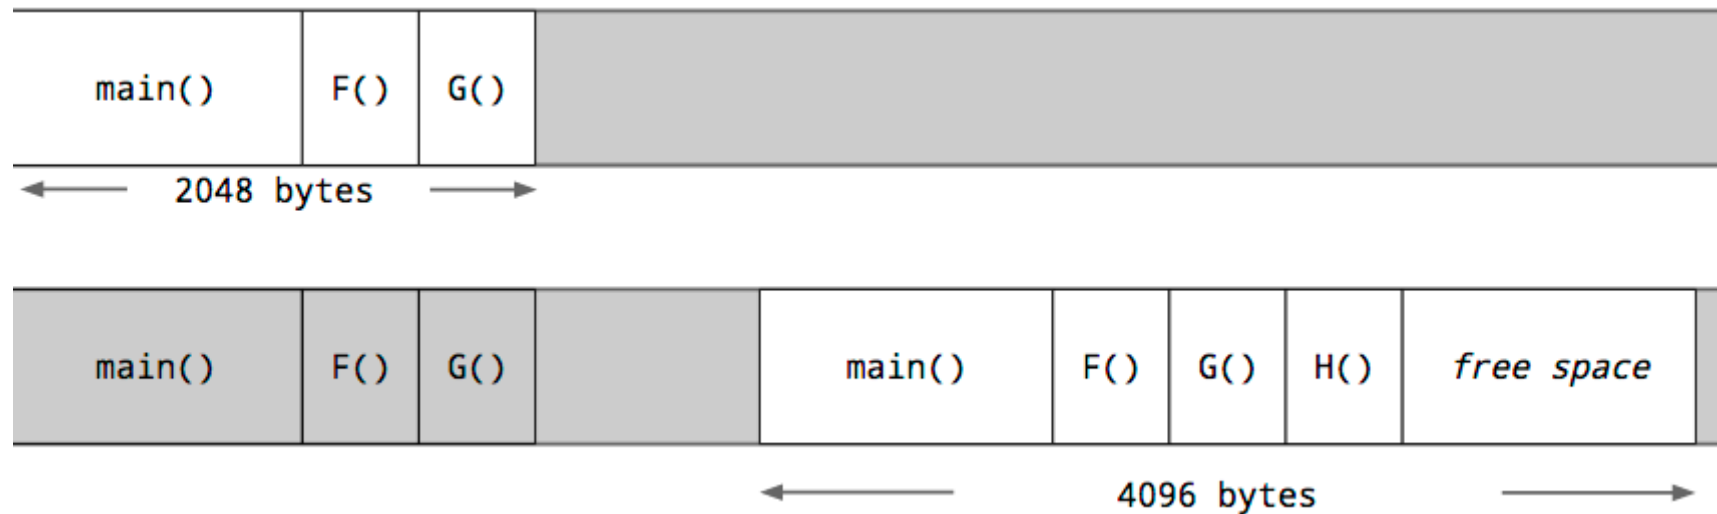 main() F() G()
2048 bytes
main() F() G() main() F() G() H() free space
4096 bytes